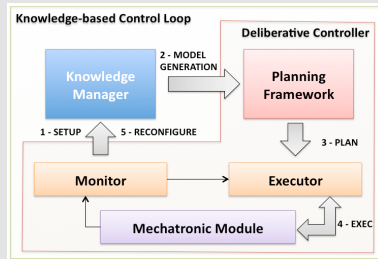 Knowledge-based Control Loop
Deliberative Controller
2 - MODEL
GENERATION
Knowledge
Manager
Planning
Framework
1 - SETUP
5 - RECONFIGURE
3 - PLAN
Monitor
Executor
4 - EXEC
Mechatronic Module